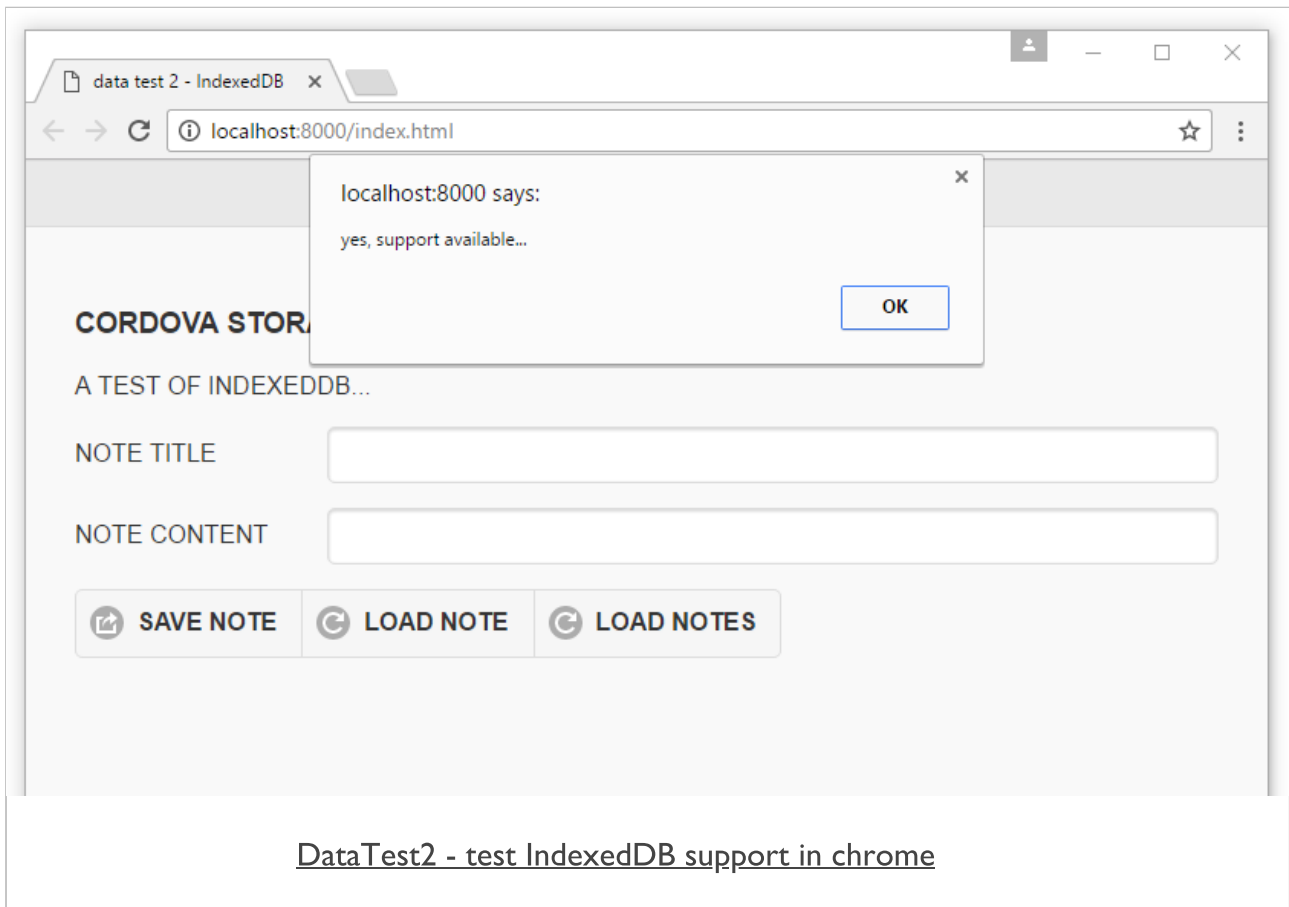 data test 2 - IndexedDB
localhost:8000/index.html
localhost:8000 says:
yes, support available...
OK
CORDOVA STOR
A TEST OF INDEXEDDB...
NOTE TITLE
NOTE CONTENT
SAVE NOTE LOAD NOTE LOAD NOTES
DataTest2 - test IndexedDB support in chrome